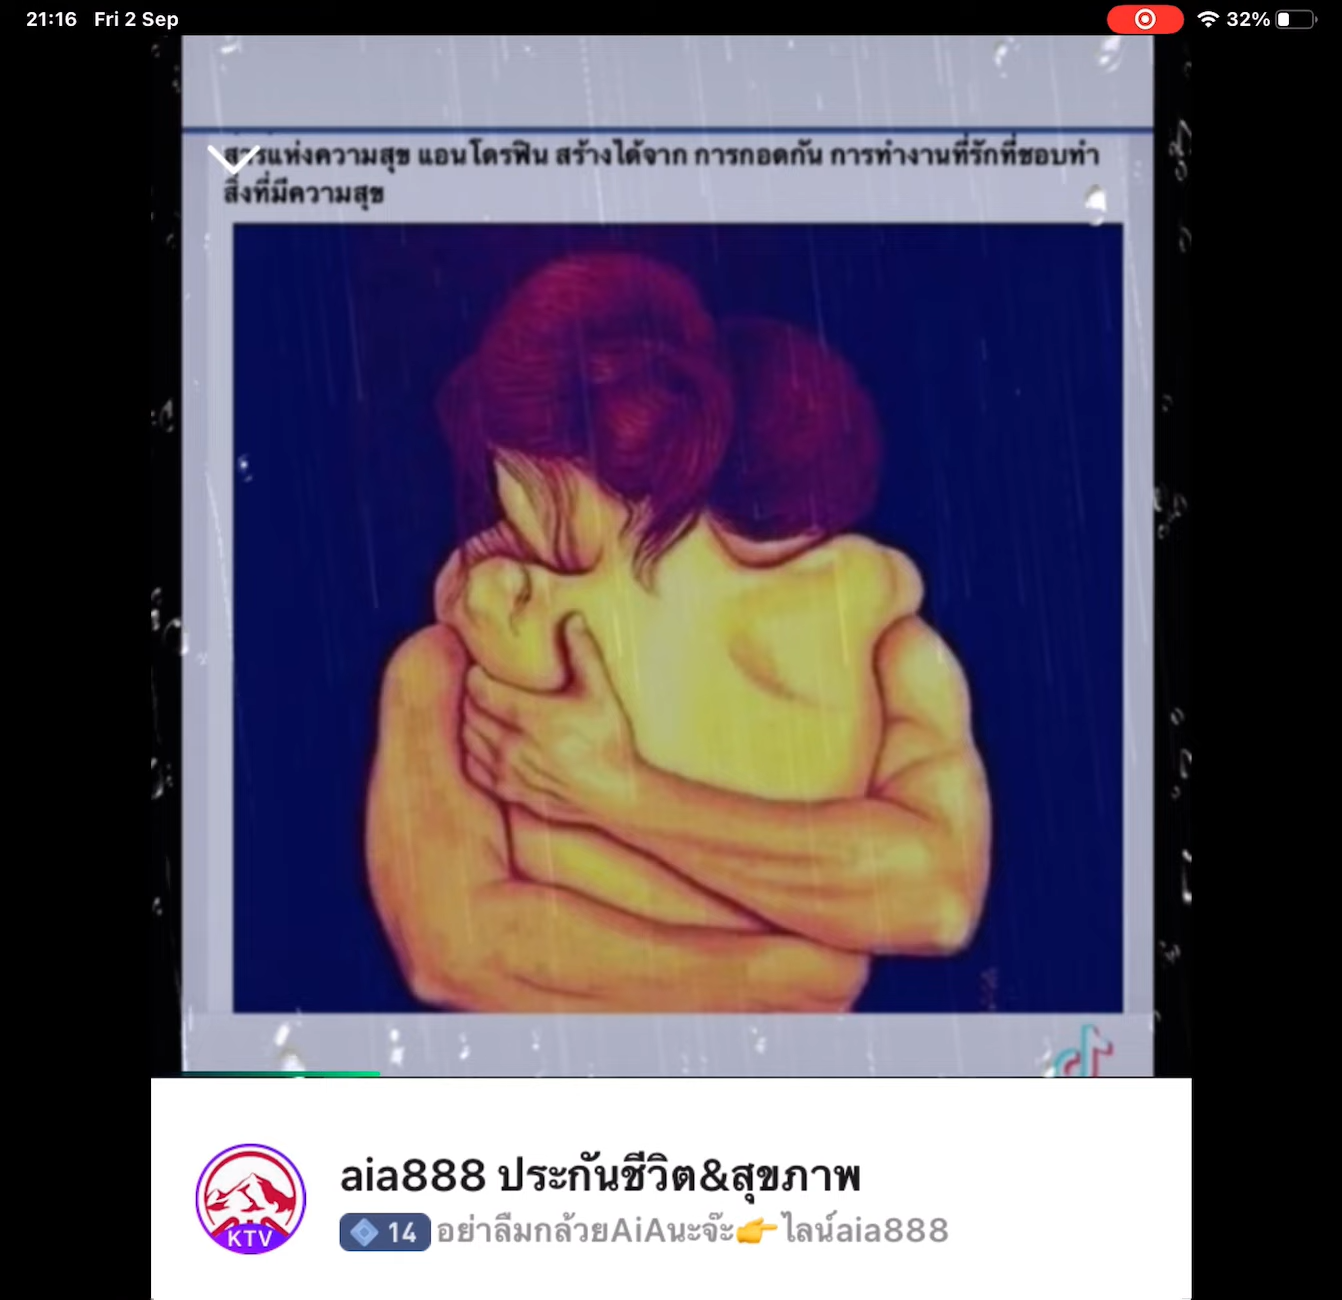 21:16 Fri 2 Sep 32%
สารแห่งความสุข แอนโดรฟิน สร้างได้จาก การกอดกัน การทำงานที่รักที่ชอบทำ
สิ่งที่มีความสุข
aia888 ประกันชีวิต&สุขภาพ
KTV
14 อย่าลืมกล้วยAiAนะจ๊ะ👉ไลน์aia888